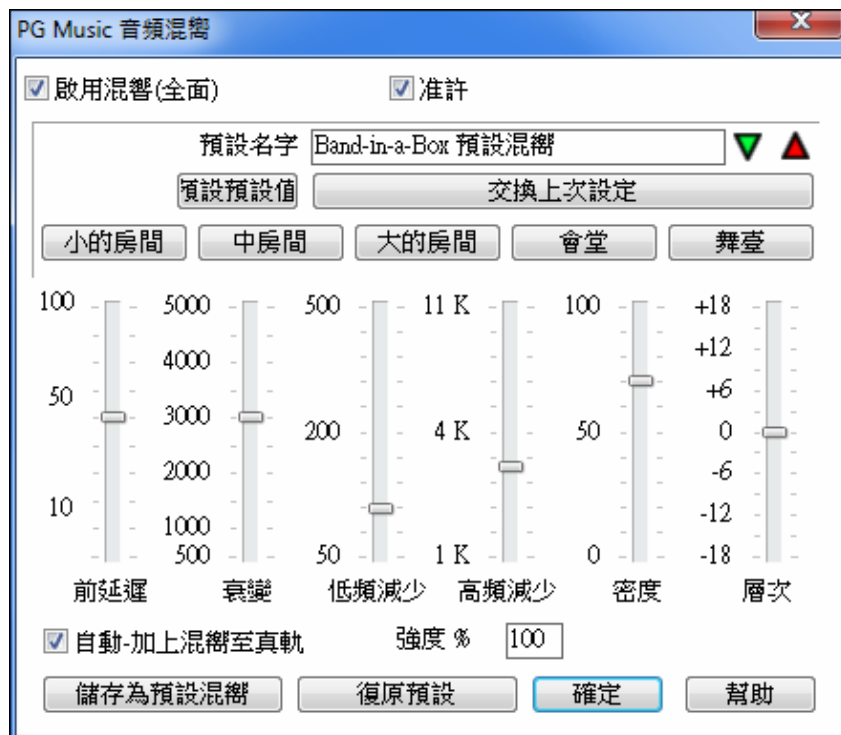 PG Music 音頻混嚮
啟用混響(全面) 准許
預設名字 Band-in-a-Box 預設混嚮
預設預設值 交換上次設定
小的房間 中房間 大的房間 會堂 舞臺
100 5000 500 11 K 100 +18
4000 +12
50 +6
3000
200 4 K 50 0
2000 -6
10 -12
1000
500 50 1 K 0 -18
前延遲 衰變 低頻減少 高頻減少 密度 層次
自動-加上混嚮至真軌 強度 % 100
儲存為預設混嚮 復原預設 確定 幫助